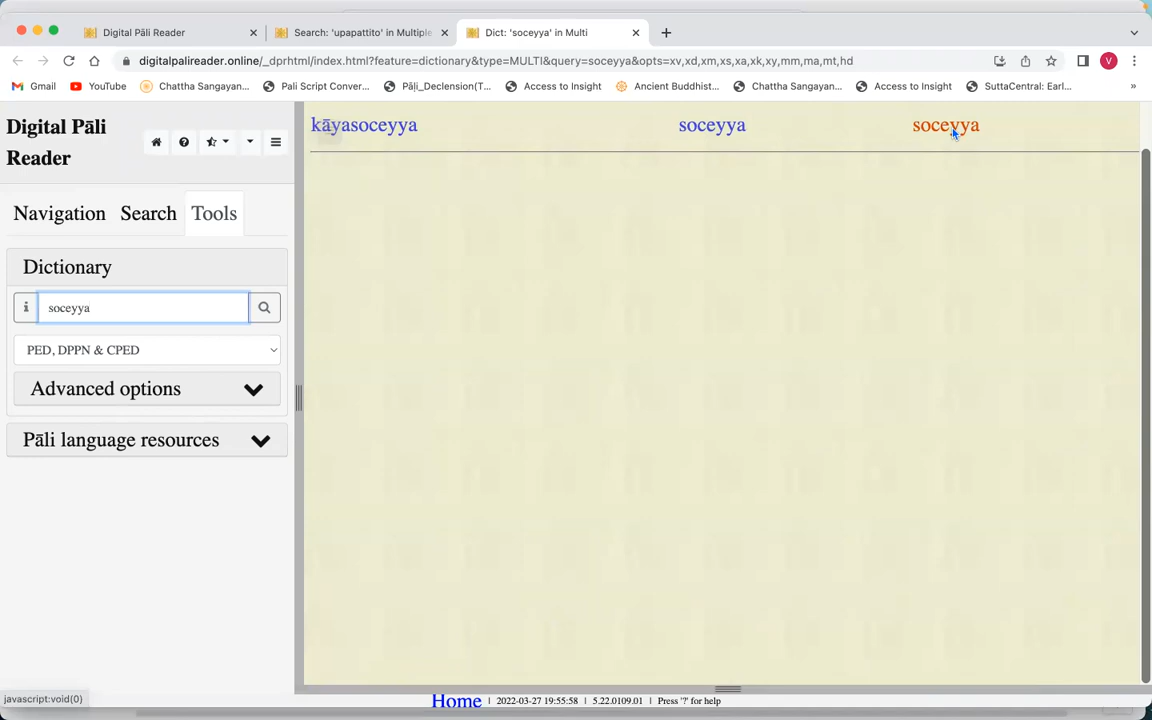 Digital Pāli Reader
Search: 'upapattito' in Multiple
Dict: 'soceyya' in Multi
digitalpalireader.online/_dprhtml/index.html?feature=dictionary&type=MULTI&query=soceyya&opts=xv,xd,xm,xs,xa,xk,xy,mm,ma,mt,hd
V
Gmail
YouTube
Chattha Sangayan...
Pali Script Conver...
Pāḷi_Declension(T...
Access to Insight
Ancient Buddhist...
Chattha Sangayan...
Access to Insight
SuttaCentral: Earl...
»
Digital Pāli
Reader
kāyasoceyya
soceyya
soceyya
Navigation
Search
Tools
Dictionary
soceyya
PED, DPPN & CPED
Advanced options
Pāli language resources
javascript:void(0)
Home | 2022-03-27 19:55:58 | 5.22.0109.01 | Press '?' for help